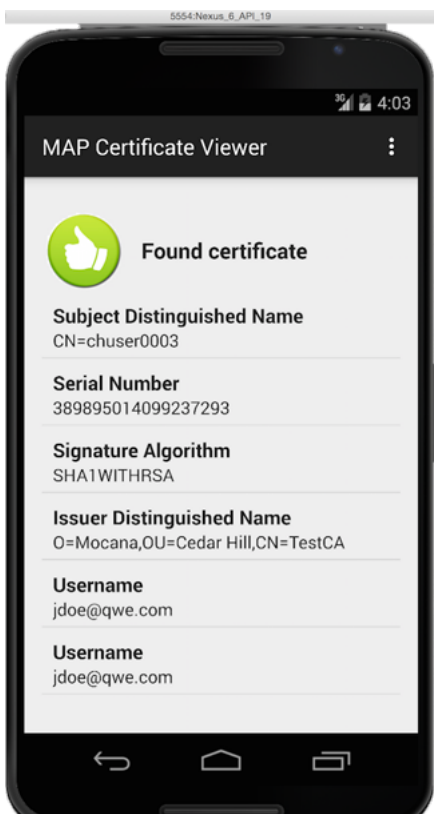 5554:Nexus_6_API_19
3G 4:03
MAP Certificate Viewer
Found certificate
Subject Distinguished Name
CN=chuser0003
Serial Number
389895014099237293
Signature Algorithm
SHA1WITHRSA
Issuer Distinguished Name
O=Mocana,OU=Cedar Hill,CN=TestCA
Username
jdoe@qwe.com
Username
jdoe@qwe.com